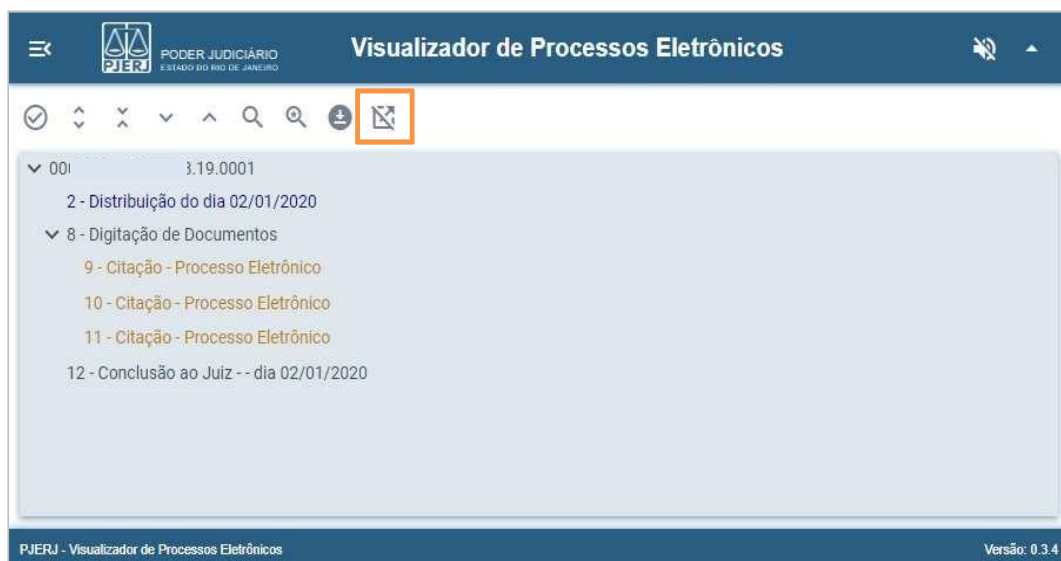 PJERJ
PODER JUDICIÁRIO
ESTADO DO RIO DE JANEIRO
Visualizador de Processos Eletrônicos
3.19.0001
2 - Distribuição do dia 02/01/2020
8 - Digitação de Documentos
9 - Citação - Processo Eletrônico
10 - Citação - Processo Eletrônico
11 - Citação - Processo Eletrônico
12 - Conclusão ao Juiz - - dia 02/01/2020
PJERJ - Visualizador de Processos Eletrônicos
Versão: 0.3.4